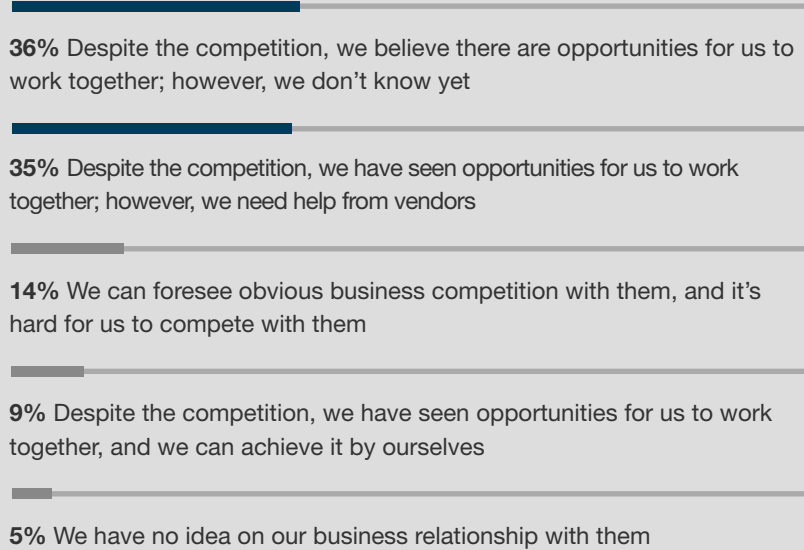 36% Despite the competition, we believe there are opportunities for us to
work together; however, we don’t know yet
35% Despite the competition, we have seen opportunities for us to work
together; however, we need help from vendors
14% We can foresee obvious business competition with them, and it’s
hard for us to compete with them
9% Despite the competition, we have seen opportunities for us to work
together, and we can achieve it by ourselves
5% We have no idea on our business relationship with them